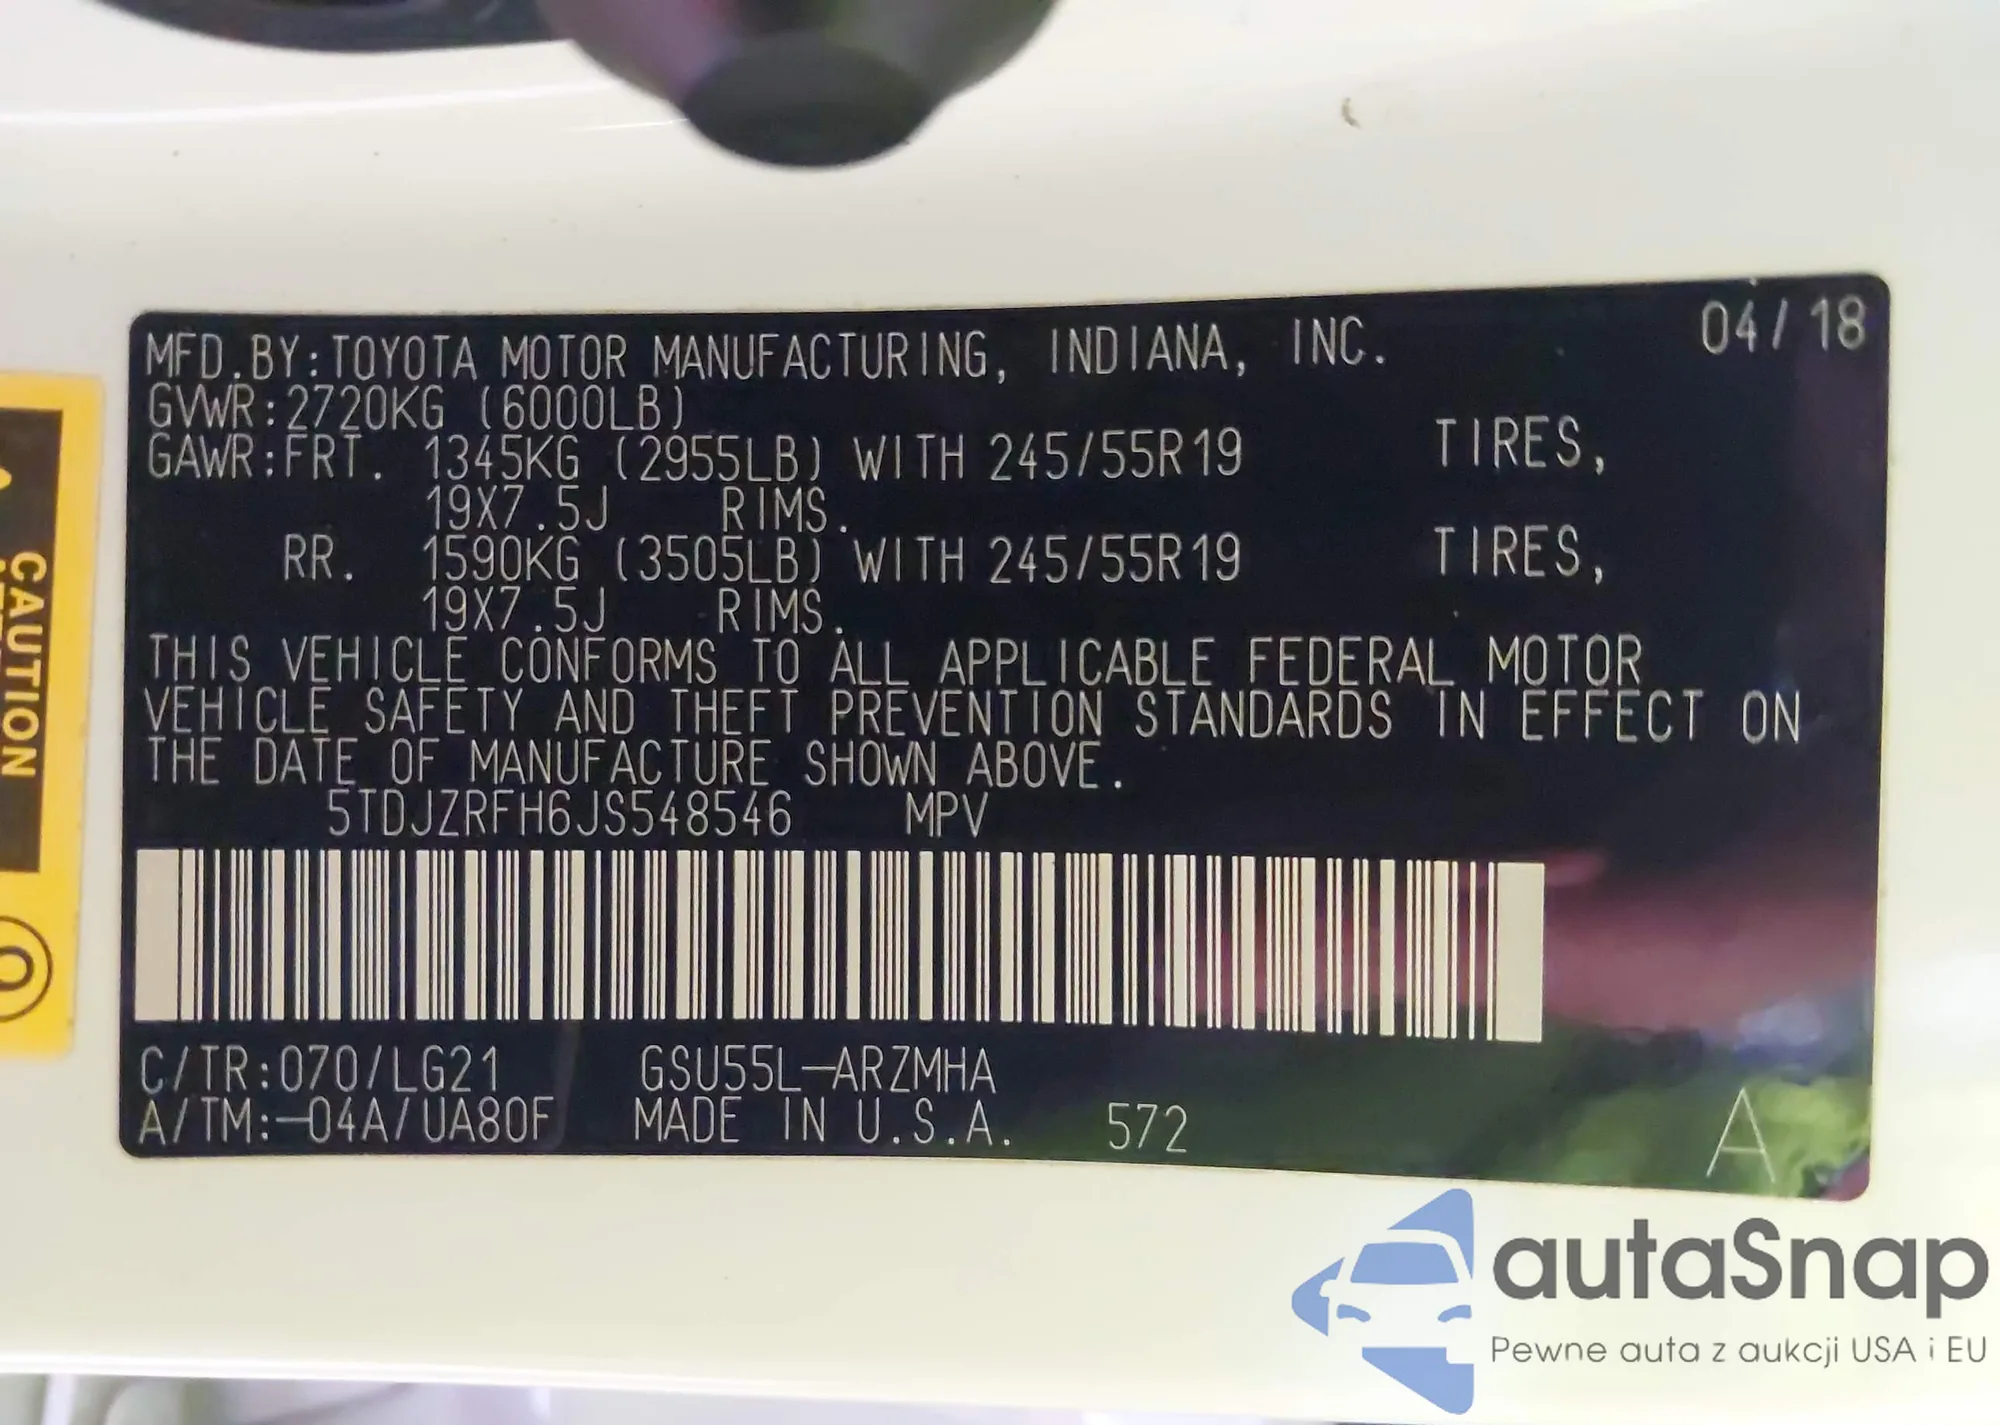 MFD.BY:TOYOTA MOTOR MANUFACTURING, INDIANA, INC. 04/18
GVWR:2720KG (6000LB)
GAWR:FRT. 1345KG (2955LB) WITH 245/55R19 TIRES,
19X7.5J RIMS.
RR. 1590KG (3505LB) WITH 245/55R19 TIRES,
19X7.5J RIMS.
THIS VEHICLE CONFORMS TO ALL APPLICABLE FEDERAL MOTOR
VEHICLE SAFETY AND THEFT PREVENTION STANDARDS IN EFFECT ON
THE DATE OF MANUFACTURE SHOWN ABOVE.
5TDJZRFH6JS548546 MPV
C/TR:070/LG21 GSU55L-ARZMHA
A/TM:-04A/UA80F MADE IN U.S.A. 572 A
CAUTION
autaSnap
Pewne auta z aukcji USA i EU